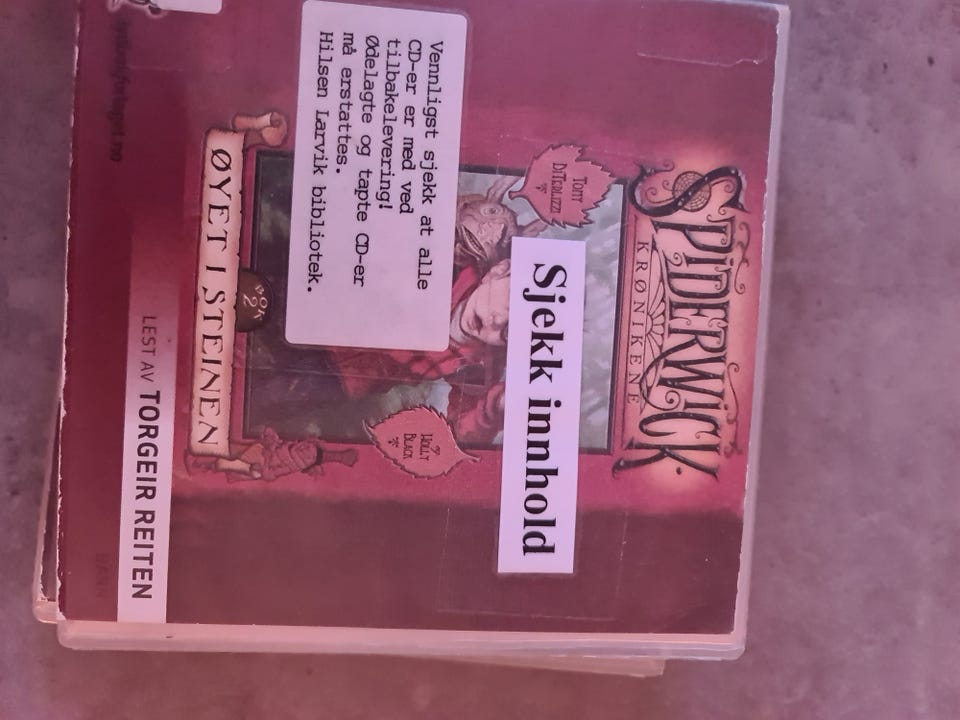 SPIDERWICK
KRØNIKENE
Sjekk innhold
TONY
DITERLIZZI
HOLLY
BLACK
Vennligst sjekk at alle
CD-er er med ved
tilbakelevering!
Ødelagte og tapte CD-er
må erstattes.
Hilsen Larvik bibliotek.
BOK
2
ØYET I STEINEN
LEST AV TORGEIR REITEN
BARN